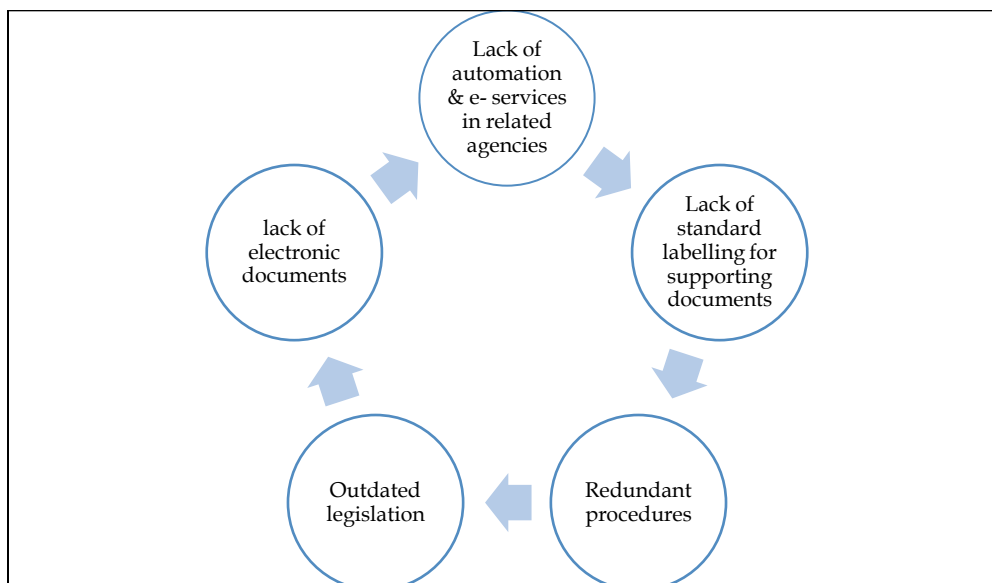 Lack of
automation
& e- services
in related
agencies
Lack of
standard
labelling for
supporting
documents
Redundant
procedures
Outdated
legislation
lack of
electronic
documents